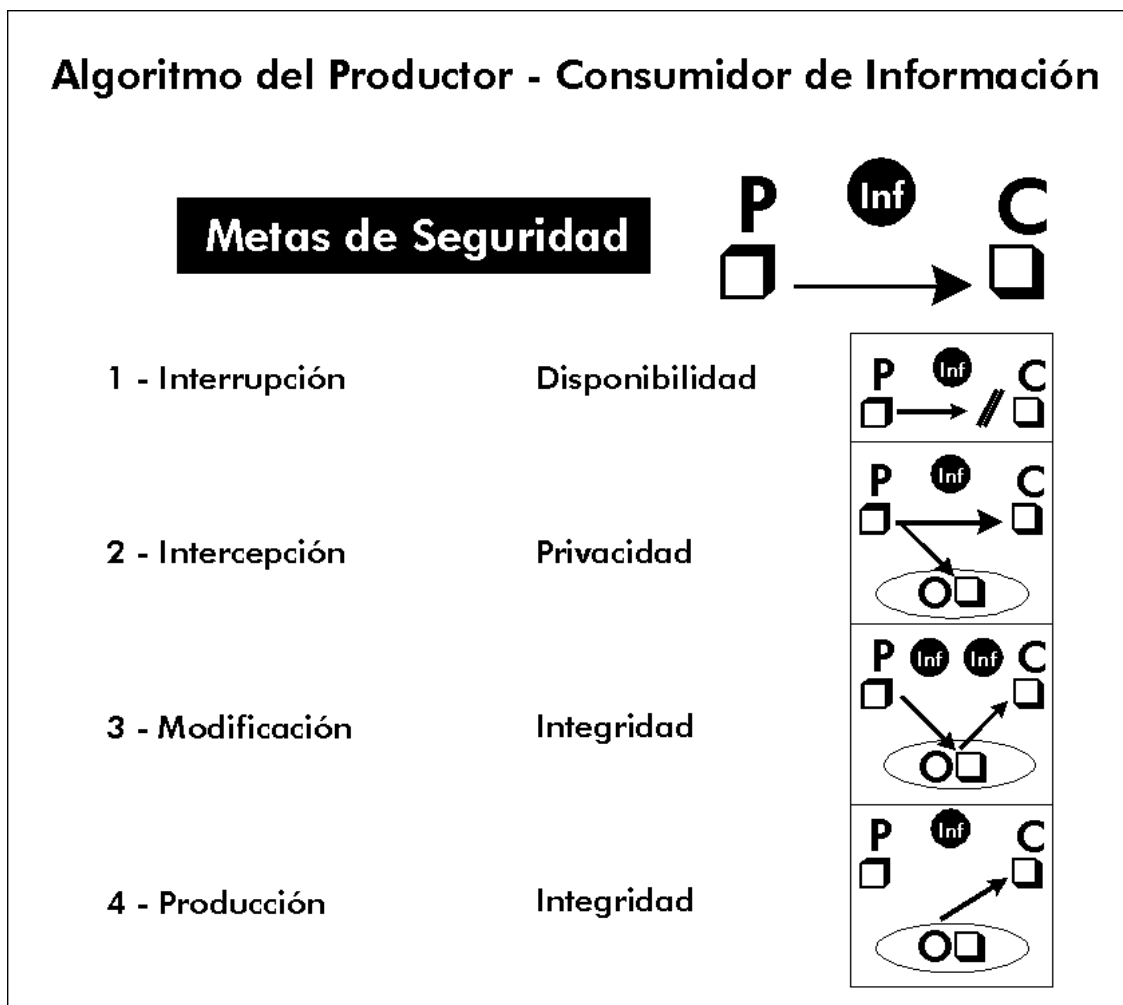 Algoritmo del Productor - Consumidor de Información
P Inf C
Metas de Seguridad
1 - Interrupción Disponibilidad
P Inf C
2 - Intercepción Privacidad
P Inf C
3 - Modificación Integridad
P Inf Inf C
4 - Producción Integridad
P Inf C